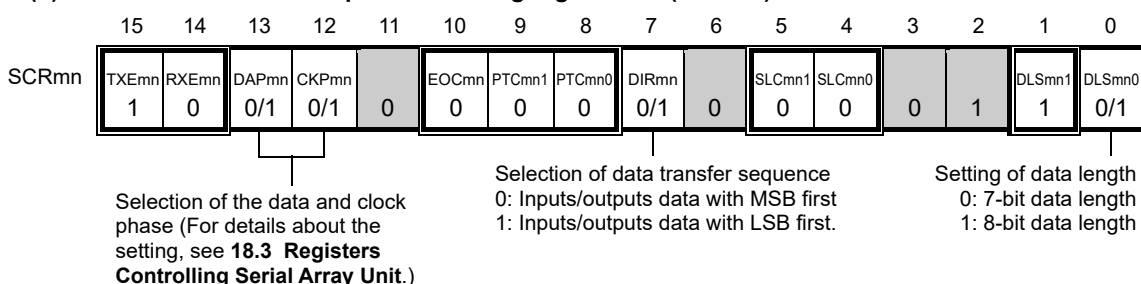 15 14 13 12 11 10 9 8 7 6 5 4 3 2 1 0
SCRmn TXEmn RXEmn DAPmn CKPmn EOCmn PTCmn1 PTCmn0 DIRmn SLCmn1 SLCmn0 DLSmn1 DLSmn0
1 0 0/1 0/1 0 0 0 0 0/1 0 0 0 0 1 1 0/1
Selection of the data and clock
phase (For details about the
setting, see 18.3 Registers
Controlling Serial Array Unit.)
Selection of data transfer sequence
0: Inputs/outputs data with MSB first
1: Inputs/outputs data with LSB first.
Setting of data length
0: 7-bit data length
1: 8-bit data length